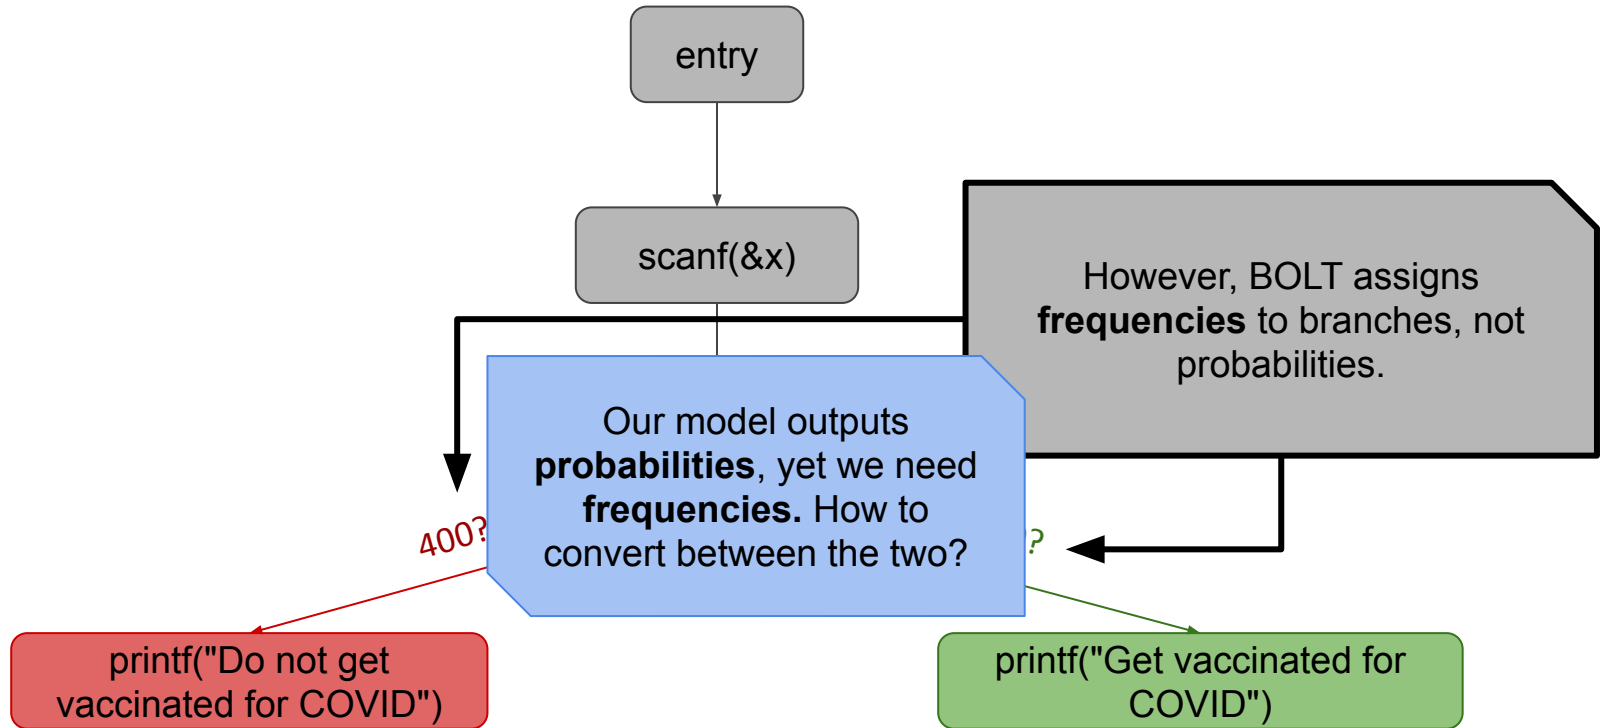 entry
scanf(&x)
However, BOLT assigns
frequencies to branches, not
probabilities.
Our model outputs
probabilities, yet we need
frequencies. How to
convert between the two?
400?
?
printf("Do not get
vaccinated for COVID")
printf("Get vaccinated for
COVID")